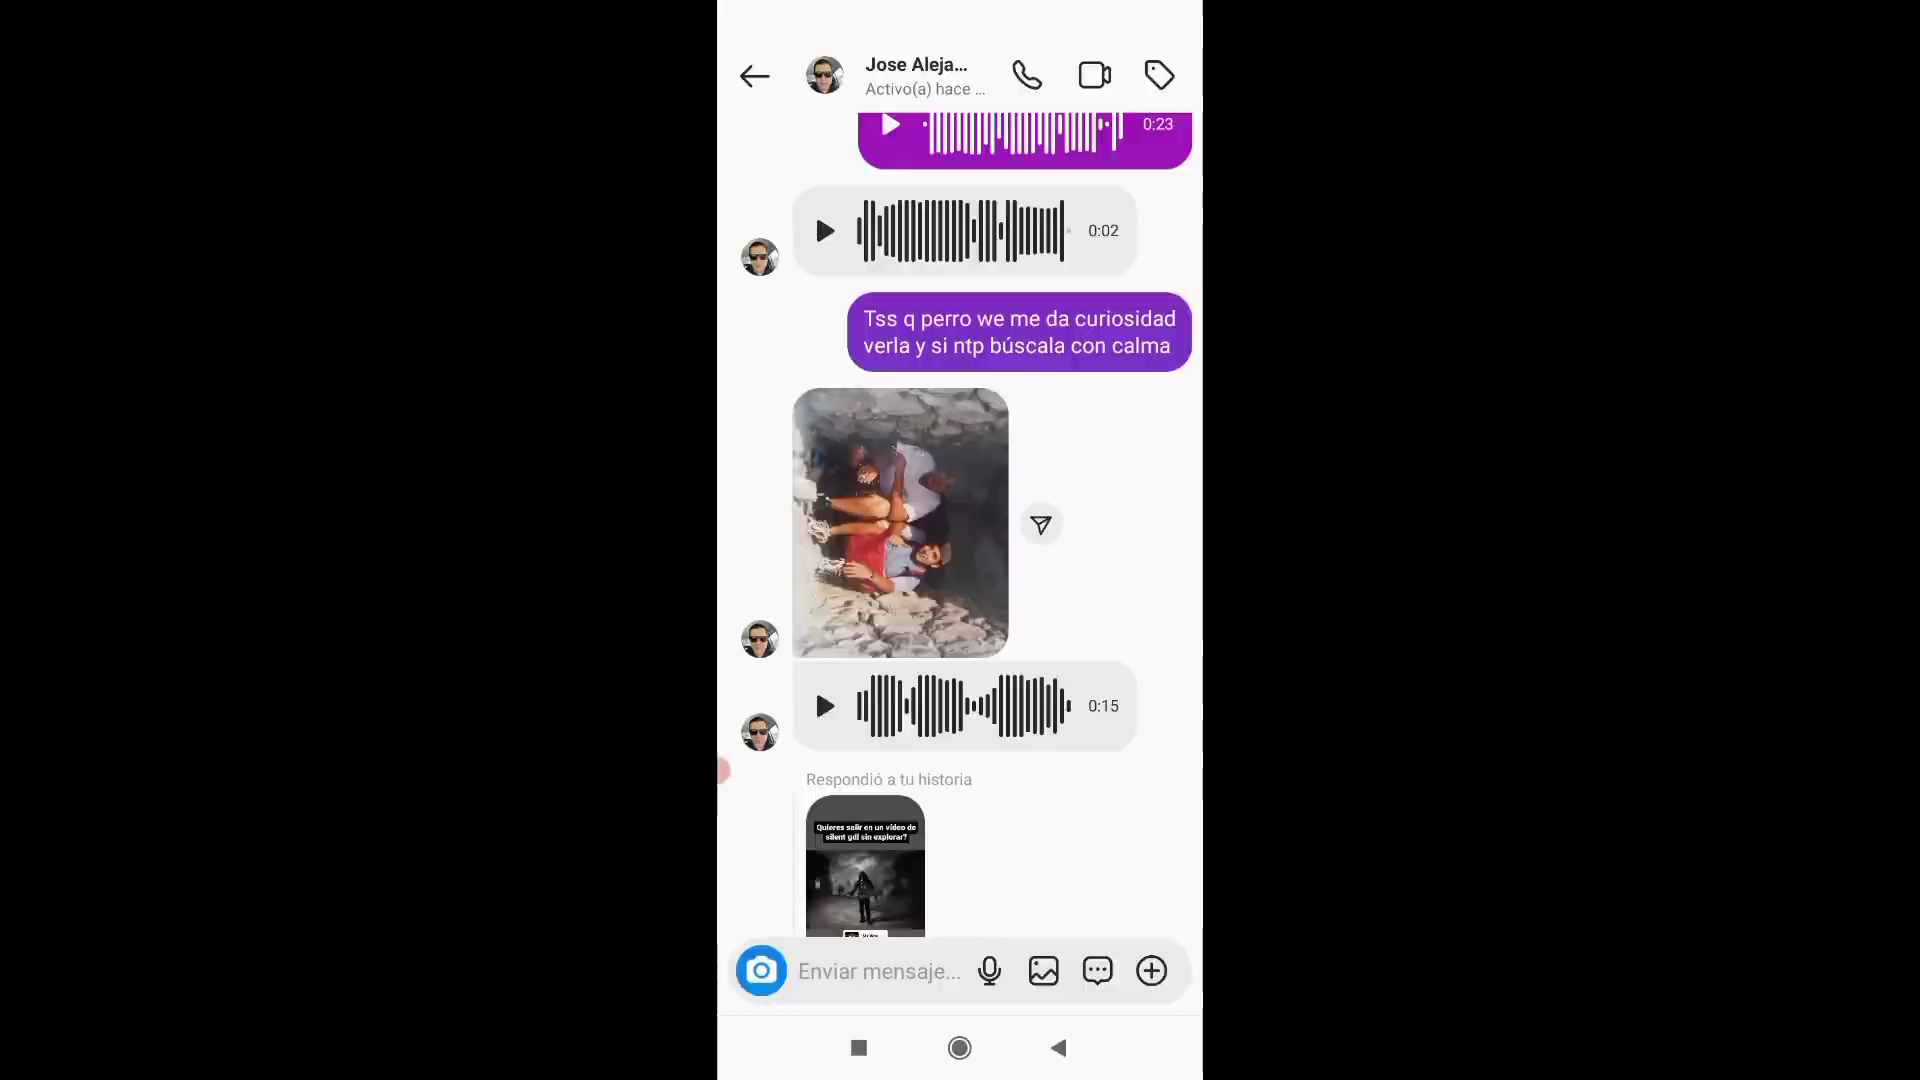 Jose Aleja...
Activo(a) hace ...
0:23
0:02
Tss q perro we me da curiosidad
verla y si ntp búscala con calma
0:15
Respondió a tu historia
Quieres salir en un vídeo de
silent gdl sin explorar?
Enviar mensaje...